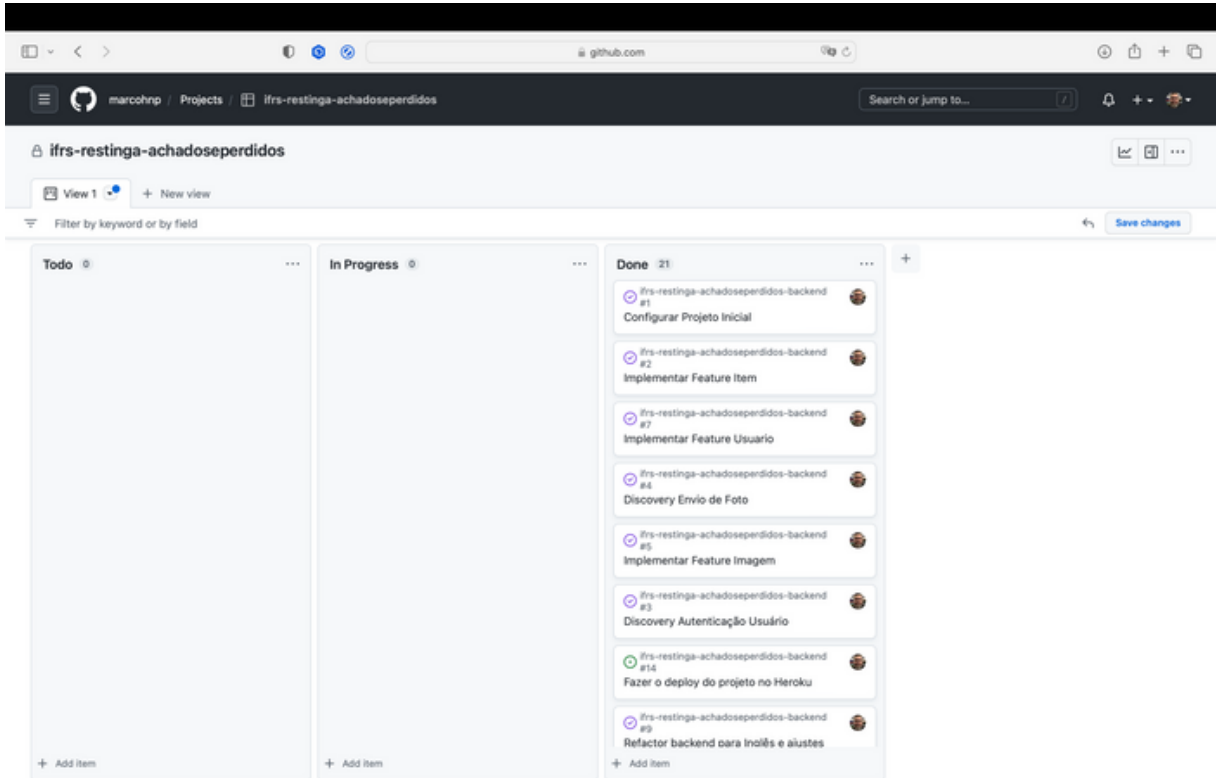 github.com
marcohnp / Projects / ifrs-restinga-achadoseperdidos
Search or jump to... /
ifrs-restinga-achadoseperdidos
View 1
+ New view
Filter by keyword or by field
Save changes
Todo 0
In Progress 0
Done 21
ifrs-restinga-achadoseperdidos-backend
#1
Configurar Projeto Inicial
ifrs-restinga-achadoseperdidos-backend
#2
Implementar Feature Item
ifrs-restinga-achadoseperdidos-backend
#7
Implementar Feature Usuario
ifrs-restinga-achadoseperdidos-backend
#4
Discovery Envio de Foto
ifrs-restinga-achadoseperdidos-backend
#5
Implementar Feature Imagem
ifrs-restinga-achadoseperdidos-backend
#3
Discovery Autenticação Usuário
ifrs-restinga-achadoseperdidos-backend
#14
Fazer o deploy do projeto no Heroku
ifrs-restinga-achadoseperdidos-backend
#9
Refactor backend para Inglês e ajustes
+ Add item
+ Add item
+ Add item